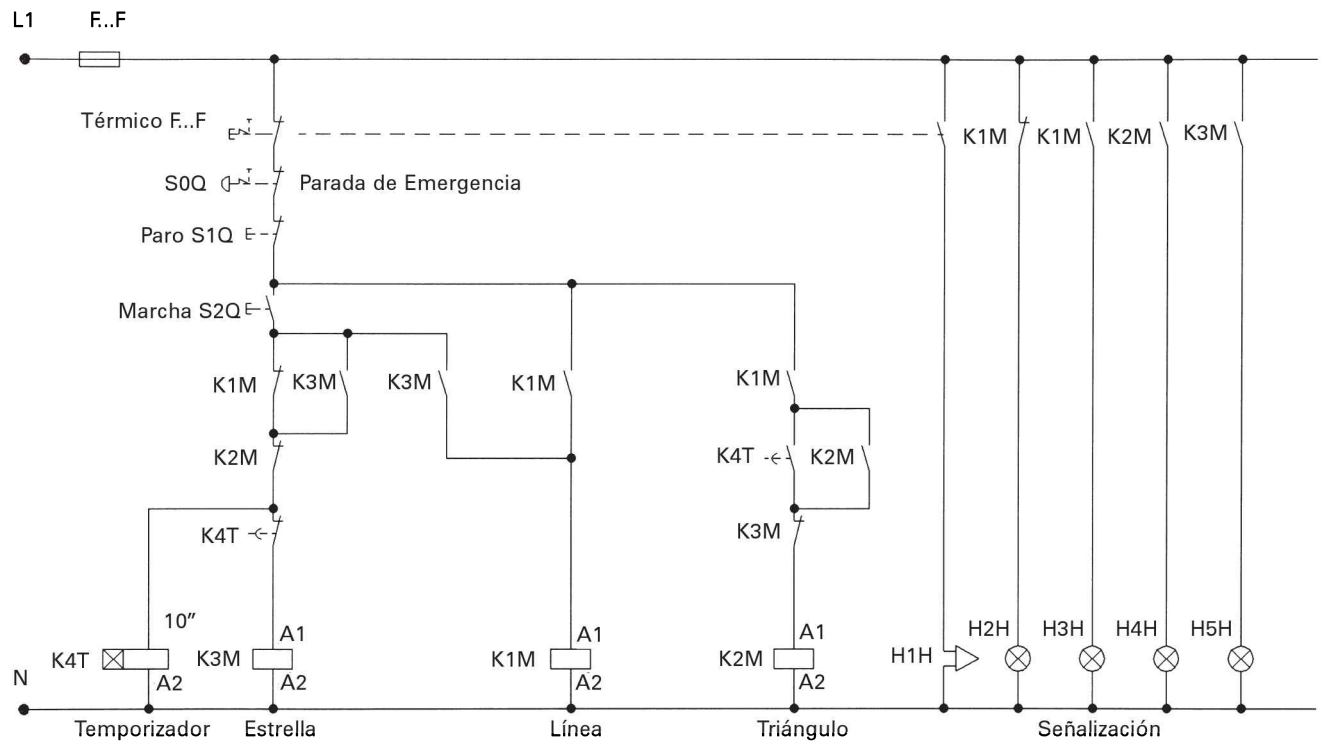 L1 F...F
Térmico F...F
K1M K1M K2M K3M
S0Q Parada de Emergencia
Paro S1Q
Marcha S2Q
K1M K3M K3M K1M K1M
K2M K4T K2M
K4T K3M
10”
A1 A1 A1 H2H H3H H4H H5H
K4T K3M K1M K2M H1H
N A2 A2 A2 A2
Temporizador Estrella Línea Triángulo Señalización